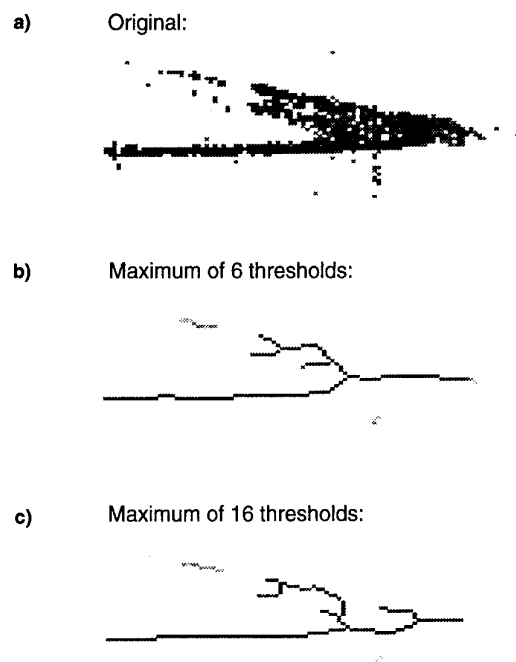 a) Original:
b) Maximum of 6 thresholds:
c) Maximum of 16 thresholds: